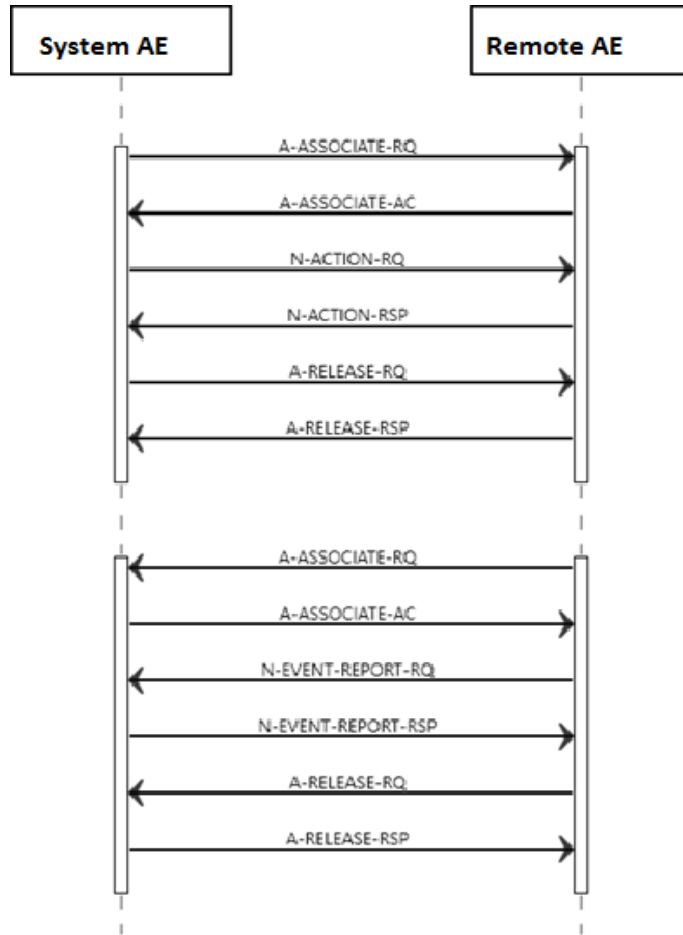 System AE
Remote AE
A-ASSOCIATE-RQ
A-ASSOCIATE-AC
N-ACTION-RQ
N-ACTION-RSP
A-RELEASE-RQ
A-RELEASE-RSP
A-ASSOCIATE-RQ
A-ASSOCIATE-AC
N-EVENT-REPORT-RQ
N-EVENT-REPORT-RSP
A-RELEASE-RQ
A-RELEASE-RSP